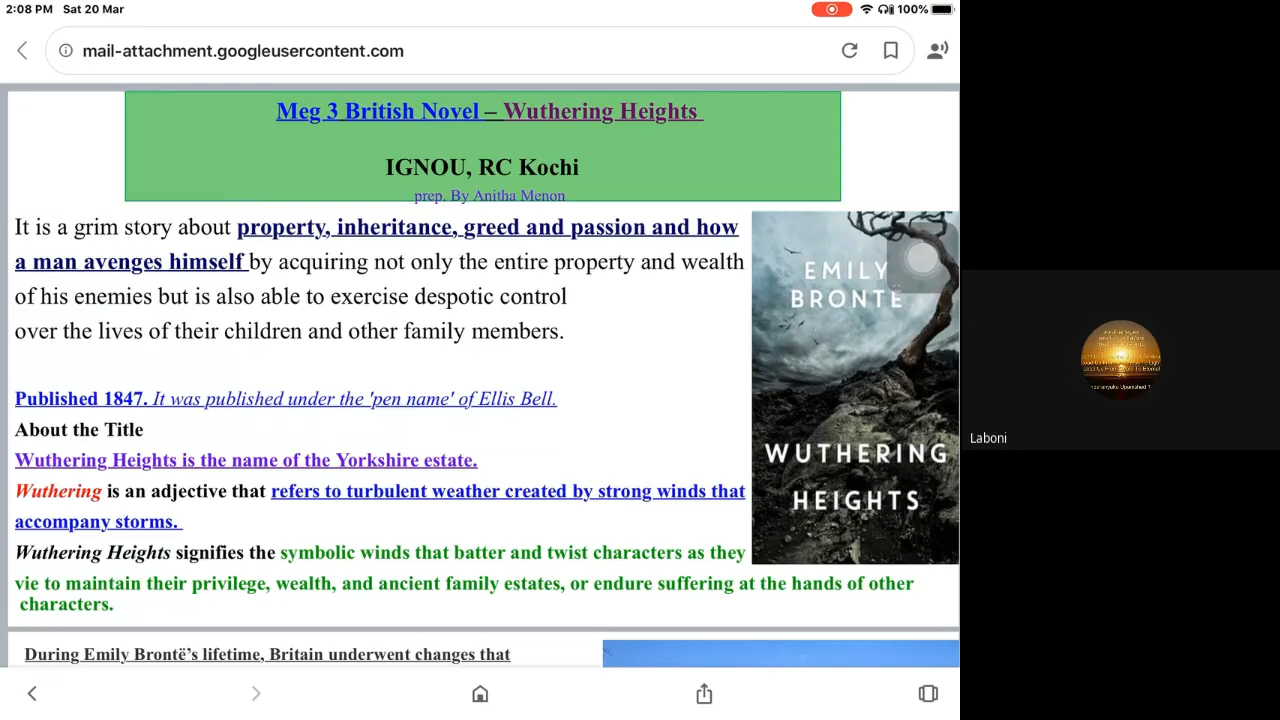 2:08 PM Sat 20 Mar
100%
mail-attachment.googleusercontent.com
Meg 3 British Novel – Wuthering Heights
IGNOU, RC Kochi
prep. By Anitha Menon
It is a grim story about property, inheritance, greed and passion and how
a man avenges himself by acquiring not only the entire property and wealth
of his enemies but is also able to exercise despotic control
over the lives of their children and other family members.
EMILY
BRONTË
WUTHERING
HEIGHTS
Published 1847. It was published under the 'pen name' of Ellis Bell.
About the Title
Wuthering Heights is the name of the Yorkshire estate.
Wuthering is an adjective that refers to turbulent weather created by strong winds that
accompany storms.
Wuthering Heights signifies the symbolic winds that batter and twist characters as they
vie to maintain their privilege, wealth, and ancient family estates, or endure suffering at the hands of other
characters.
During Emily Brontë's lifetime, Britain underwent changes that
Laboni